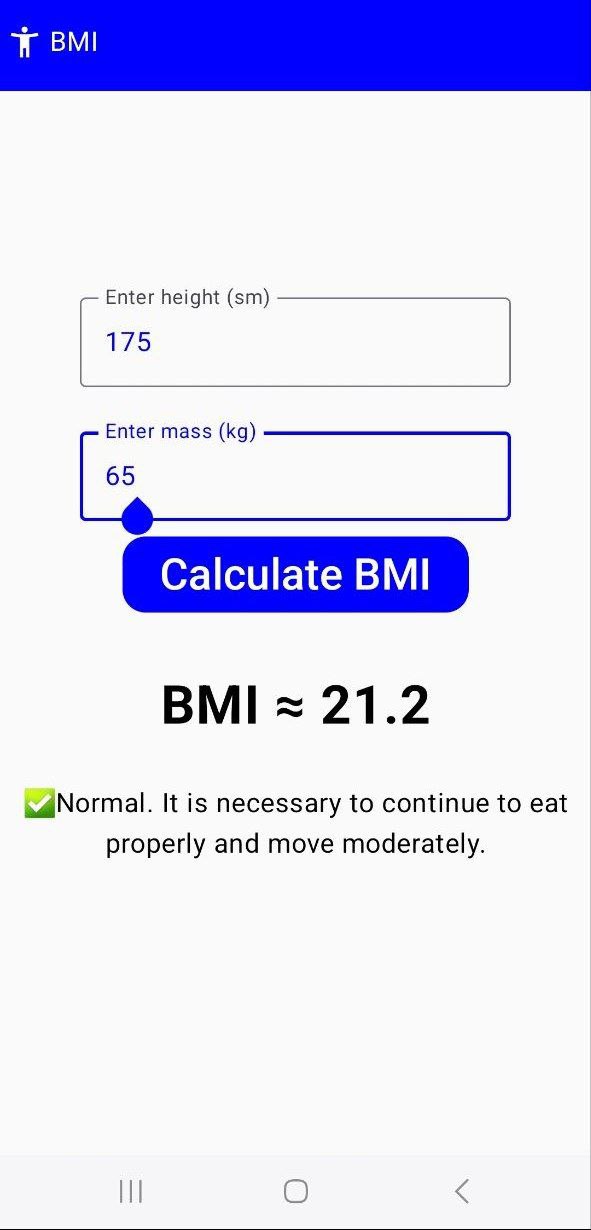 BMI
Enter height (sm)
175
Enter mass (kg)
65
Calculate BMI
BMI ≈ 21.2
✅Normal. It is necessary to continue to eat
properly and move moderately.